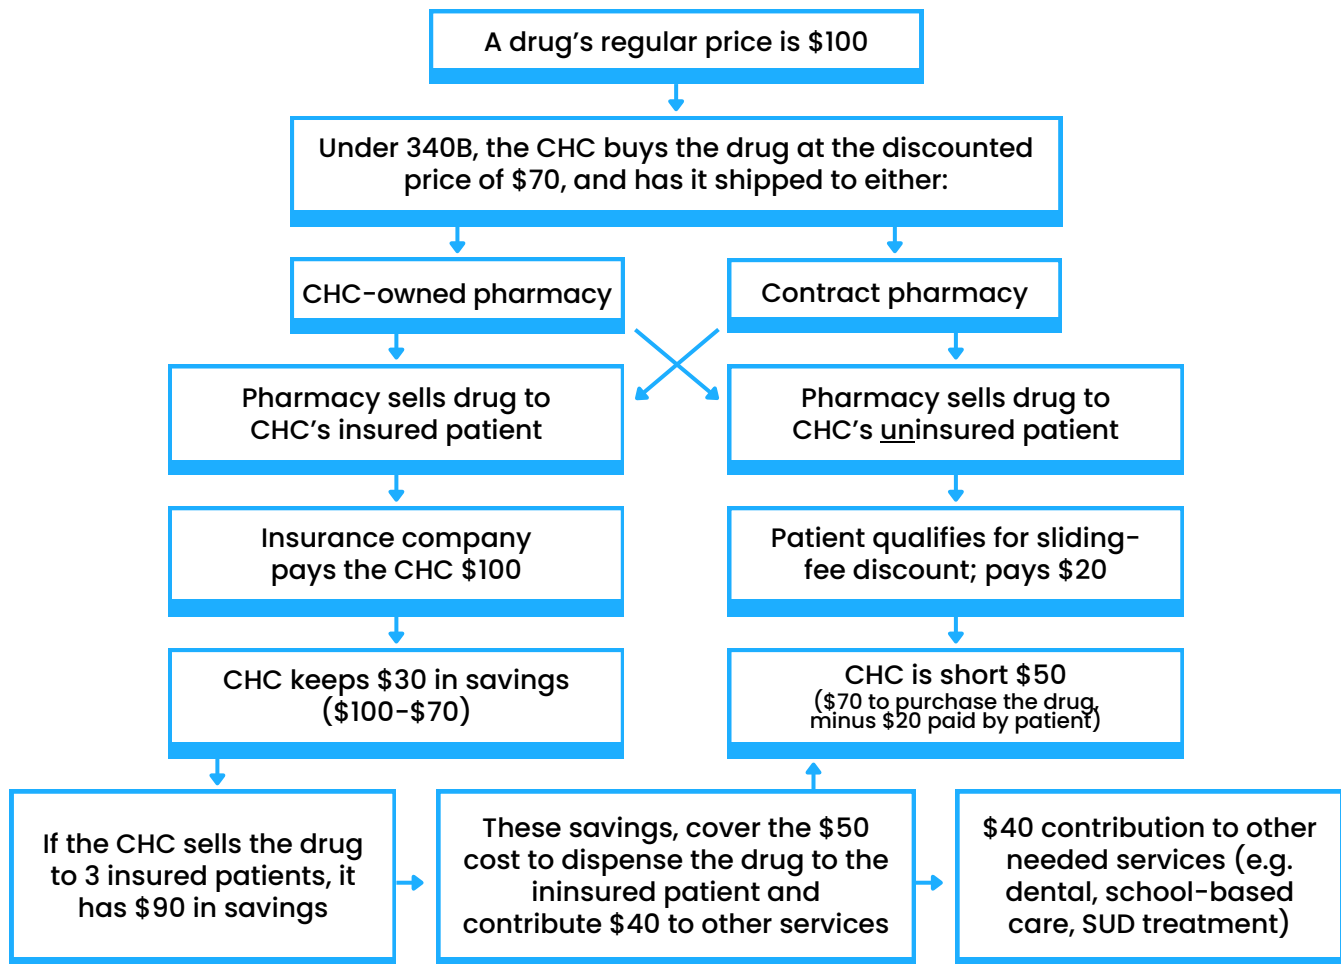 A drug's regular price is $100
Under 340B, the CHC buys the drug at the discounted
price of $70, and has it shipped to either:
CHC-owned pharmacy
Contract pharmacy
Pharmacy sells drug to
CHC's insured patient
Pharmacy sells drug to
CHC's uninsured patient
Insurance company
pays the CHC $100
Patient qualifies for sliding-
fee discount; pays $20
CHC keeps $30 in savings
($100-$70)
CHC is short $50
($70 to purchase the drug,
minus $20 paid by patient)
If the CHC sells the drug
to 3 insured patients, it
has $90 in savings
These savings, cover the $50
cost to dispense the drug to the
ininsured patient and
contribute $40 to other services
$40 contribution to other
needed services (e.g.
dental, school-based
care, SUD treatment)